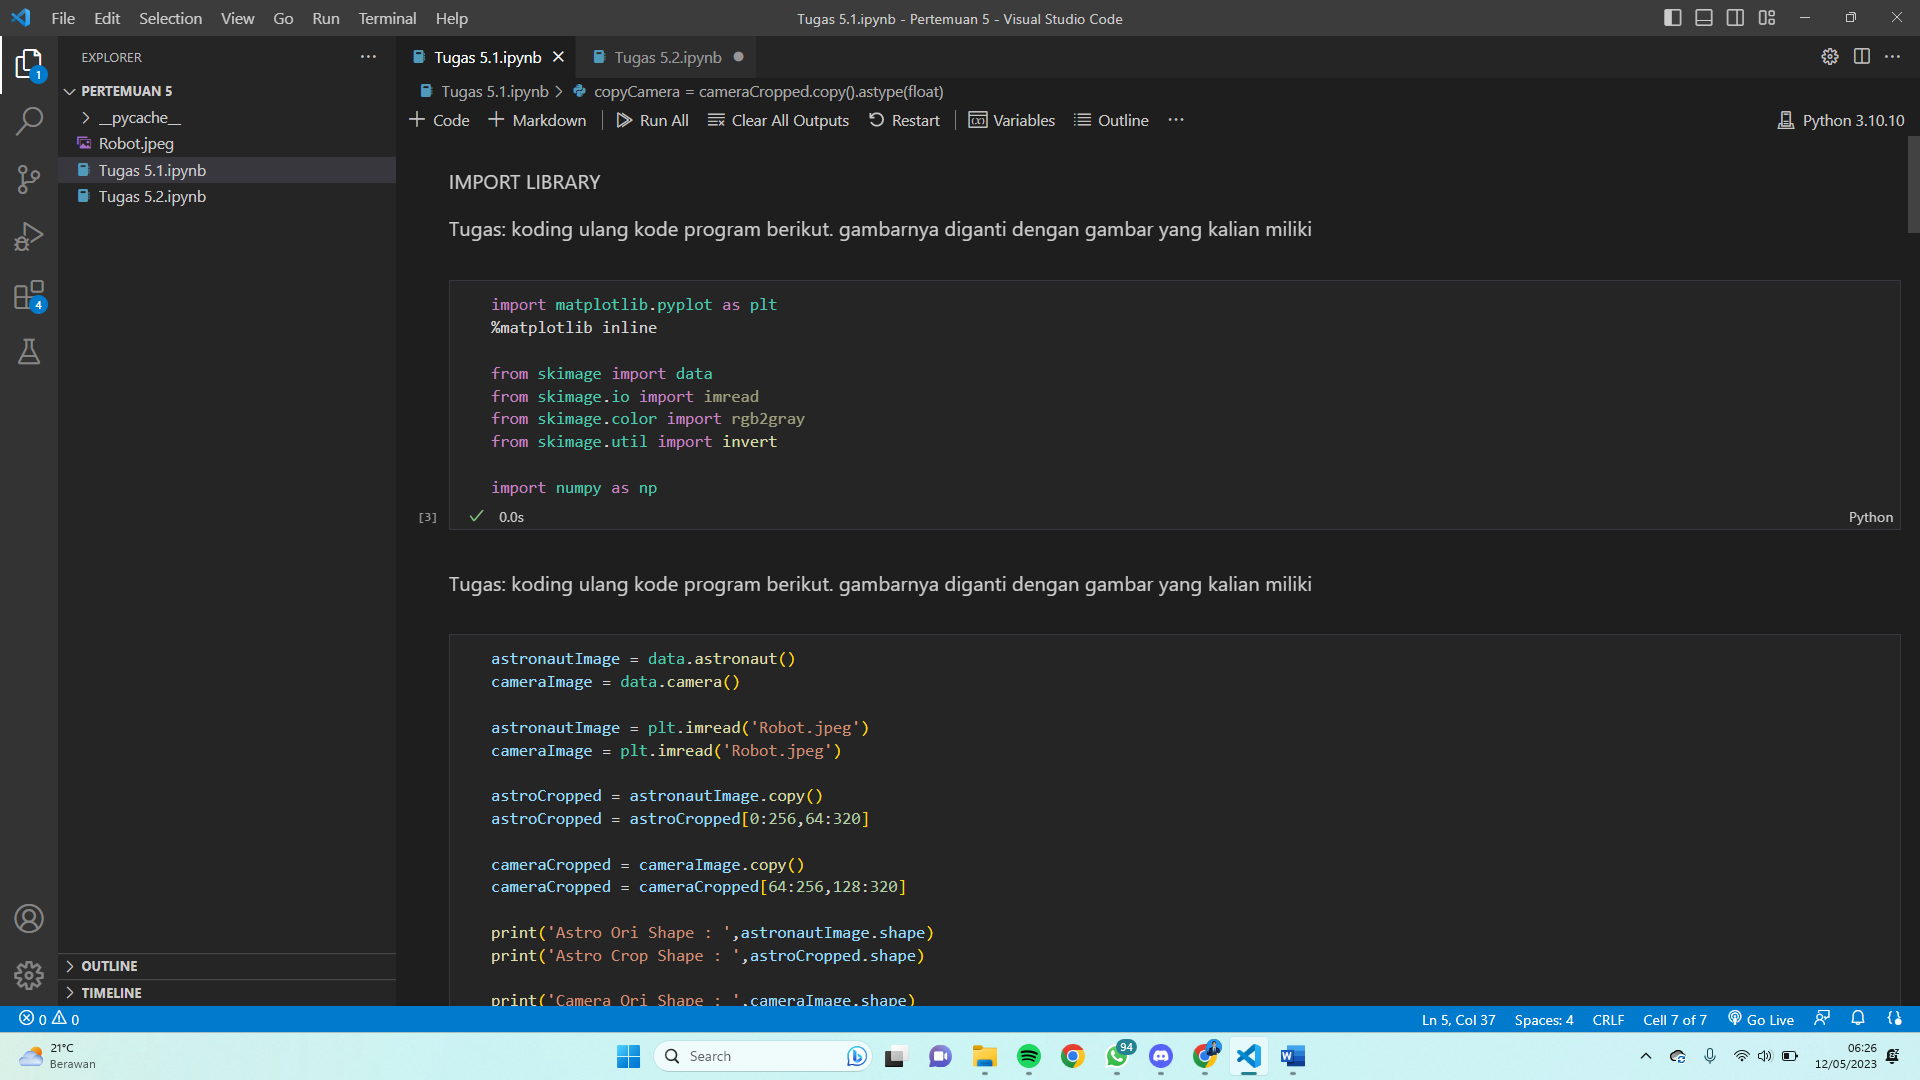 File Edit Selection View Go Run Terminal Help
Tugas 5.1.ipynb - Pertemuan 5 - Visual Studio Code
EXPLORER
PERTEMUAN 5
__pycache__
Robot.jpeg
Tugas 5.1.ipynb
Tugas 5.2.ipynb
OUTLINE
TIMELINE
1
4
Tugas 5.1.ipynb
Tugas 5.2.ipynb
Tugas 5.1.ipynb > copyCamera = cameraCropped.copy().astype(float)
Code Markdown Run All Clear All Outputs Restart Variables Outline
Python 3.10.10
IMPORT LIBRARY
Tugas: koding ulang kode program berikut. gambarnya diganti dengan gambar yang kalian miliki
import matplotlib.pyplot as plt
%matplotlib inline
from skimage import data
from skimage.io import imread
from skimage.color import rgb2gray
from skimage.util import invert
import numpy as np
[3] 0.0s
Python
Tugas: koding ulang kode program berikut. gambarnya diganti dengan gambar yang kalian miliki
astronautImage = data.astronaut()
cameraImage = data.camera()
astronautImage = plt.imread('Robot.jpeg')
cameraImage = plt.imread('Robot.jpeg')
astroCropped = astronautImage.copy()
astroCropped = astroCropped[0:256,64:320]
cameraCropped = cameraImage.copy()
cameraCropped = cameraCropped[64:256,128:320]
print('Astro Ori Shape : ',astronautImage.shape)
print('Astro Crop Shape : ',astroCropped.shape)
print('Camera Ori Shape : ',cameraImage.shape)
0 0
Ln 5, Col 37 Spaces: 4 CRLF Cell 7 of 7 Go Live
21°C
Berawan
Search
94
06:26
12/05/2023